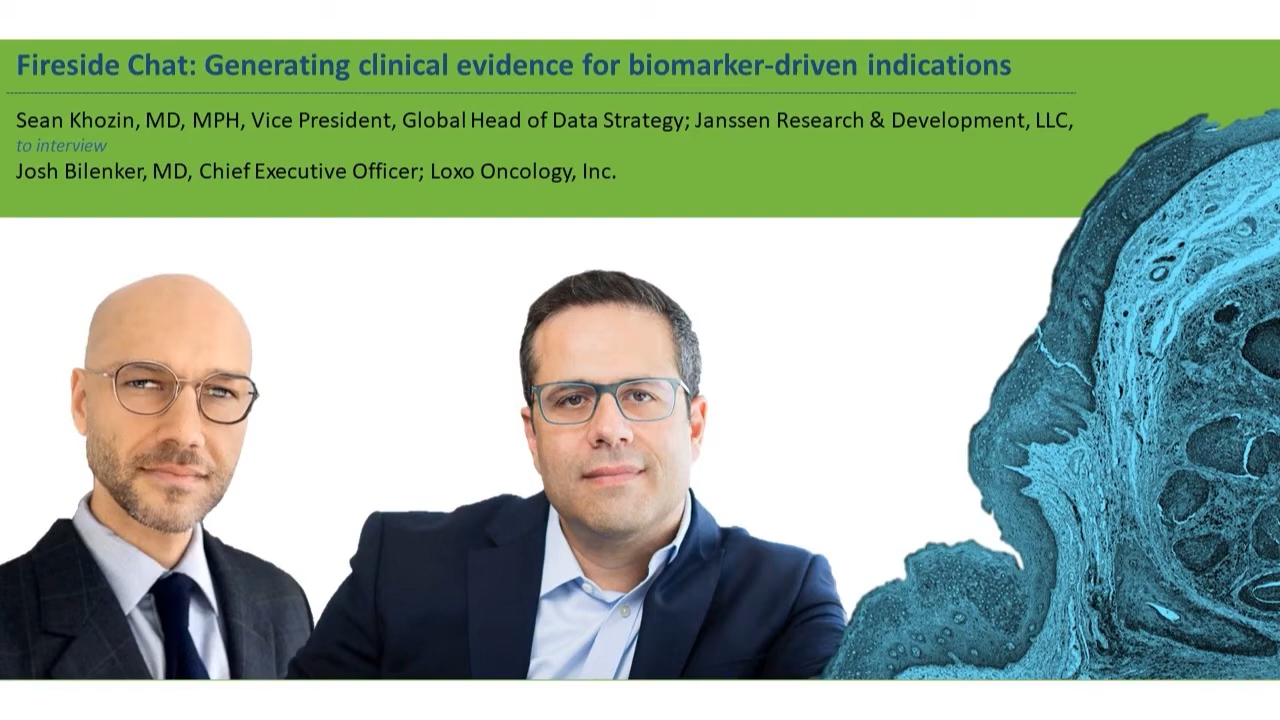 Fireside Chat: Generating clinical evidence for biomarker-driven indications
Sean Khozin, MD, MPH, Vice President, Global Head of Data Strategy; Janssen Research & Development, LLC,
to interview
Josh Bilenker, MD, Chief Executive Officer; Loxo Oncology, Inc.